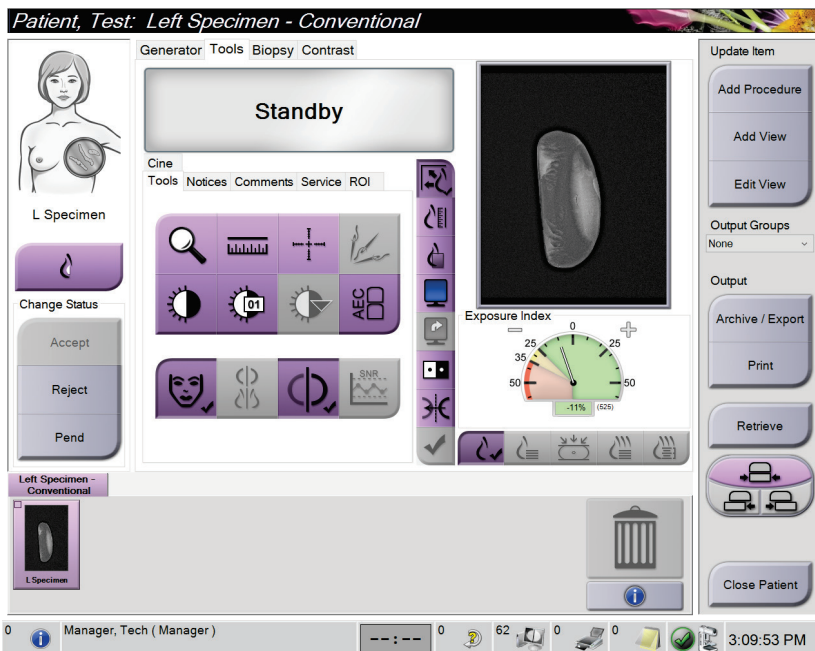 Patient, Test: Left Specimen - Conventional
Generator Tools Biopsy Contrast
Standby
Cine
Tools Notices Comments Service ROI
L Specimen
01
AEC
SNR
Change Status
Accept
Reject
Pend
Exposure Index
0
25 25
35
50 50
-11% (525)
Update Item
Add Procedure
Add View
Edit View
Output Groups
None
Output
Archive / Export
Print
Retrieve
Close Patient
Left Specimen -
Conventional
L Specimen
0 Manager, Tech ( Manager ) --:-- 0 62 0 0 3:09:53 PM